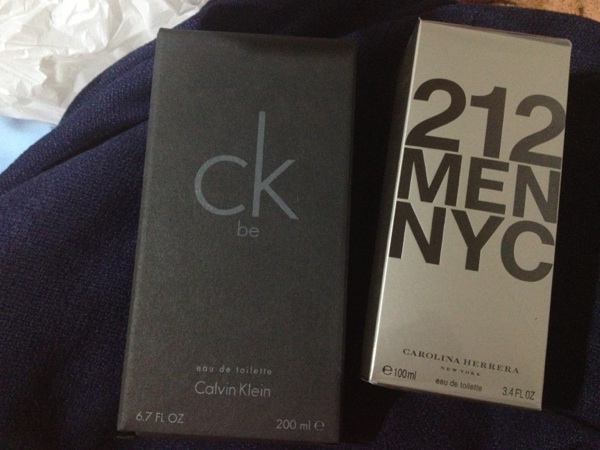 ck
be
eau de toilette
Calvin Klein
6.7 FL OZ 200 ml ℮
212
MEN
NYC
CAROLINA HERRERA
NEW YORK
℮100ml eau de toilette 3.4 FL OZ